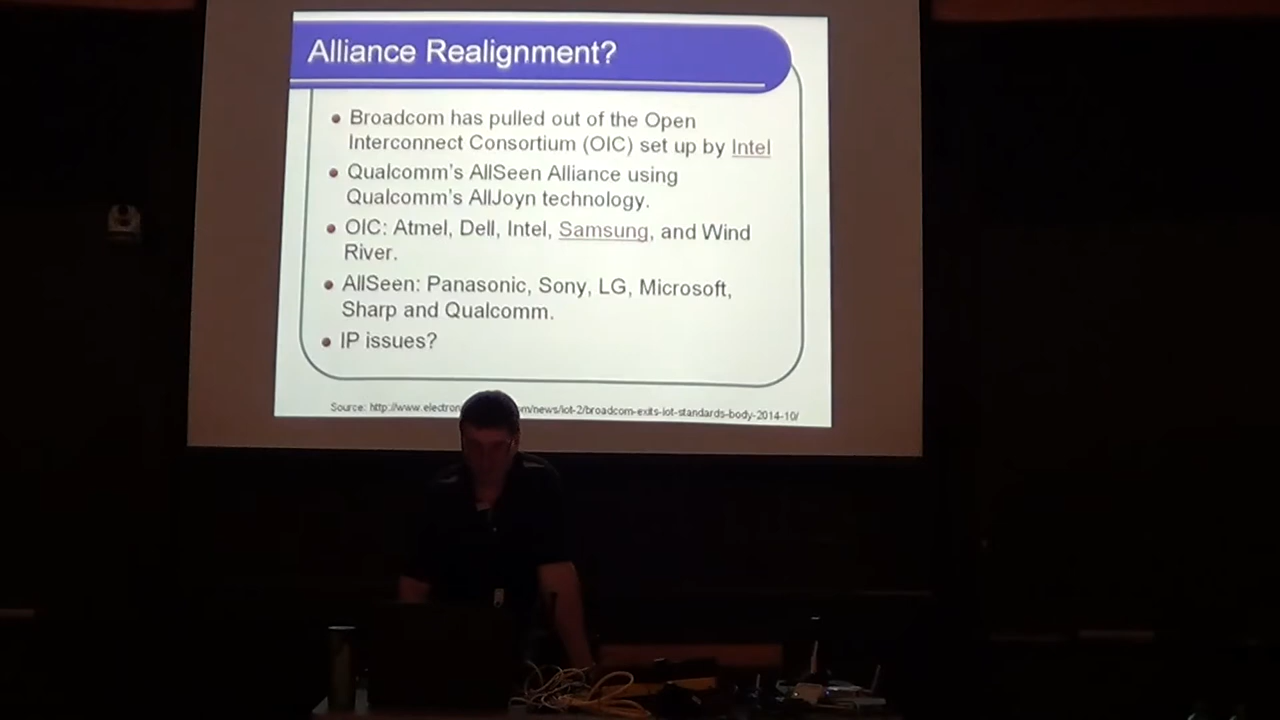 Alliance Realignment?
Broadcom has pulled out of the Open
Interconnect Consortium (OIC) set up by Intel
Qualcomm's AllSeen Alliance using
Qualcomm's AllJoyn technology.
OIC: Atmel, Dell, Intel, Samsung, and Wind
River.
AllSeen: Panasonic, Sony, LG, Microsoft,
Sharp and Qualcomm.
IP issues?
Source: http://www.electron m/news/iot-2/broadcom-exits-iot-standards-body-2014-10/